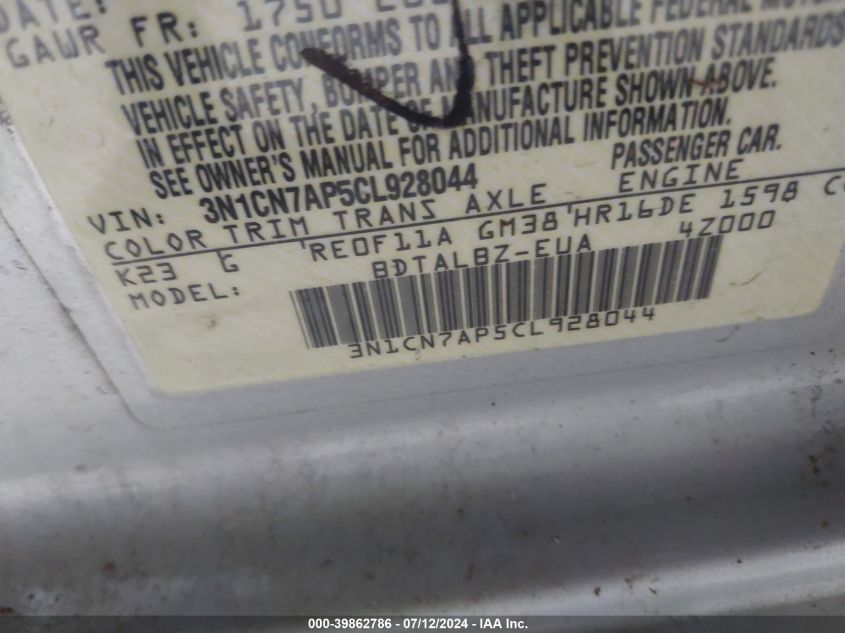 DATE:
GAWR FR: 1750
THIS VEHICLE CONFORMS TO ALL APPLICABLE FEDERAL MOTOR
VEHICLE SAFETY, BUMPER AND THEFT PREVENTION STANDARDS
IN EFFECT ON THE DATE OF MANUFACTURE SHOWN ABOVE.
SEE OWNER'S MANUAL FOR ADDITIONAL INFORMATION.
VIN: 3N1CN7AP5CL928044 PASSENGER CAR.
COLOR TRIM TRANS AXLE ENGINE
K23 G 'RE0F11A GM38'HR16DE 1598
MODEL: BDTALBZ-EUA 4Z000
3N1CN7AP5CL928044
000-39862786 - 07/12/2024 - IAA Inc.